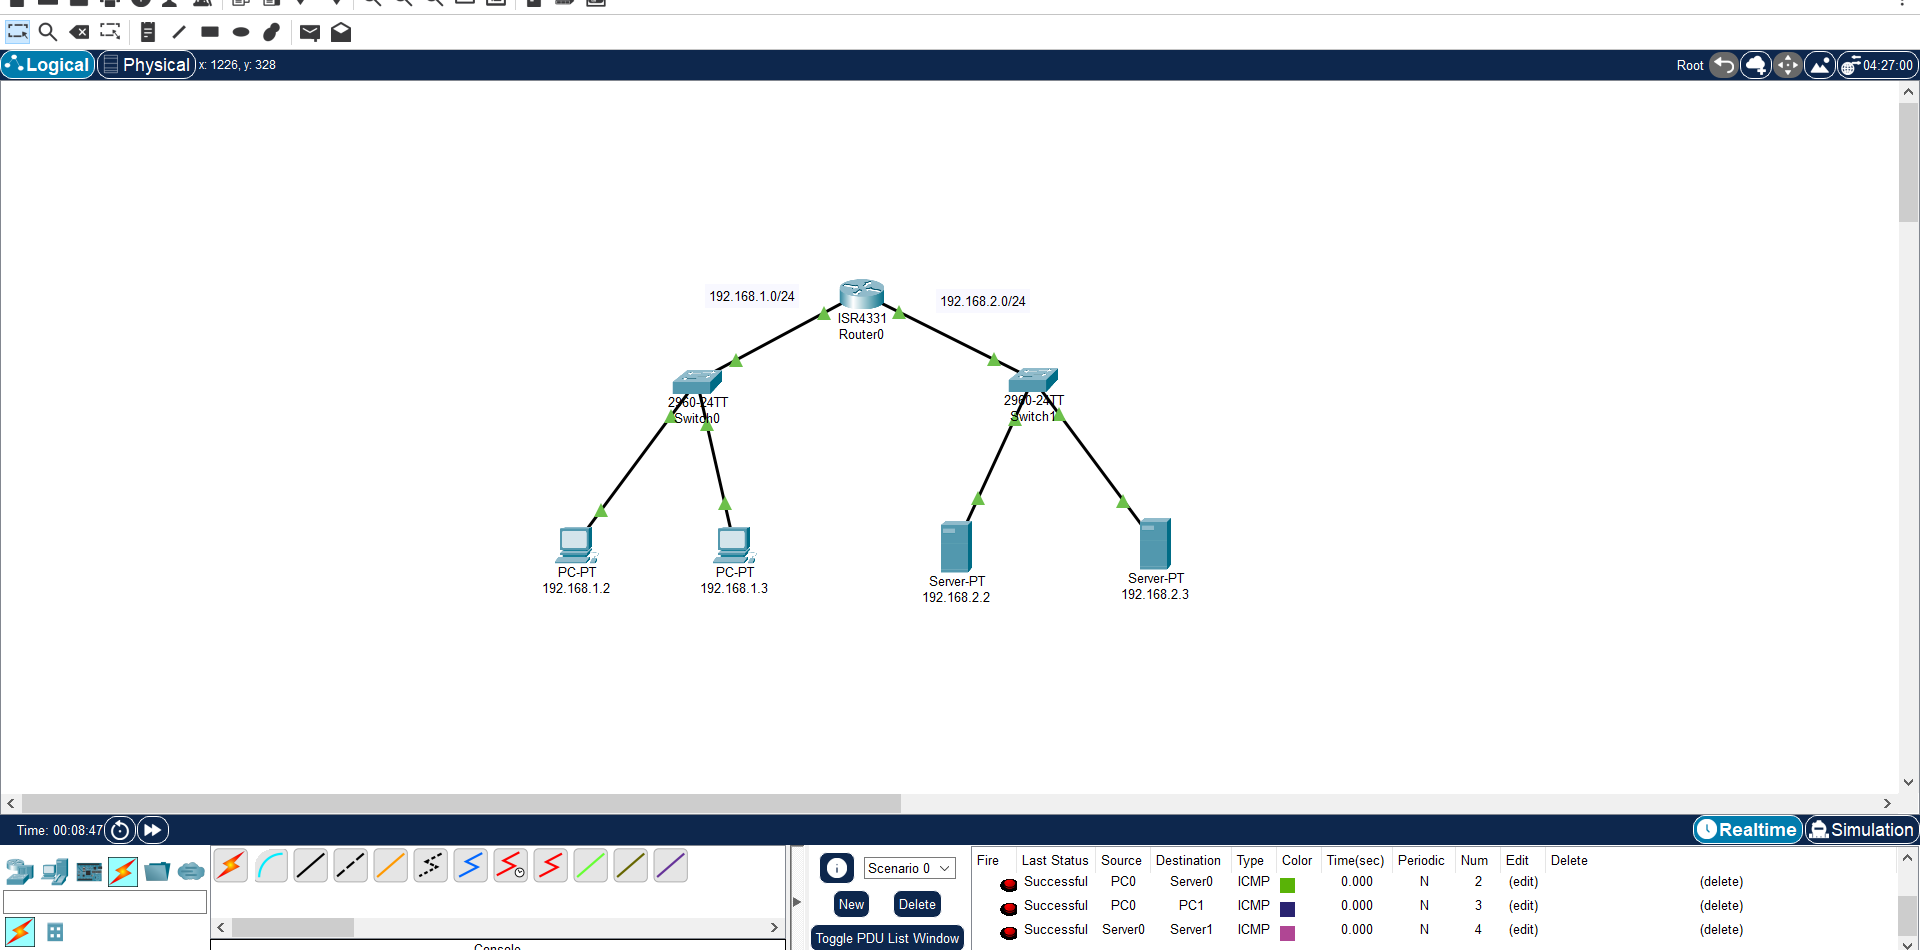 Logical Physical x: 1226, y: 328 Root 04:27:00
192.168.1.0/24 192.168.2.0/24
ISR4331
Router0
2960-24TT
Switch0
2960-24TT
Switch1
PC-PT
192.168.1.2
PC-PT
192.168.1.3
Server-PT
192.168.2.2
Server-PT
192.168.2.3
Time: 00:08:47 Realtime Simulation
Scenario 0
New Delete
Toggle PDU List Window
Fire Last Status Source Destination Type Color Time(sec) Periodic Num Edit Delete
Successful PC0 Server0 ICMP 0.000 N 2 (edit) (delete)
Successful PC0 PC1 ICMP 0.000 N 3 (edit) (delete)
Successful Server0 Server1 ICMP 0.000 N 4 (edit) (delete)
Console